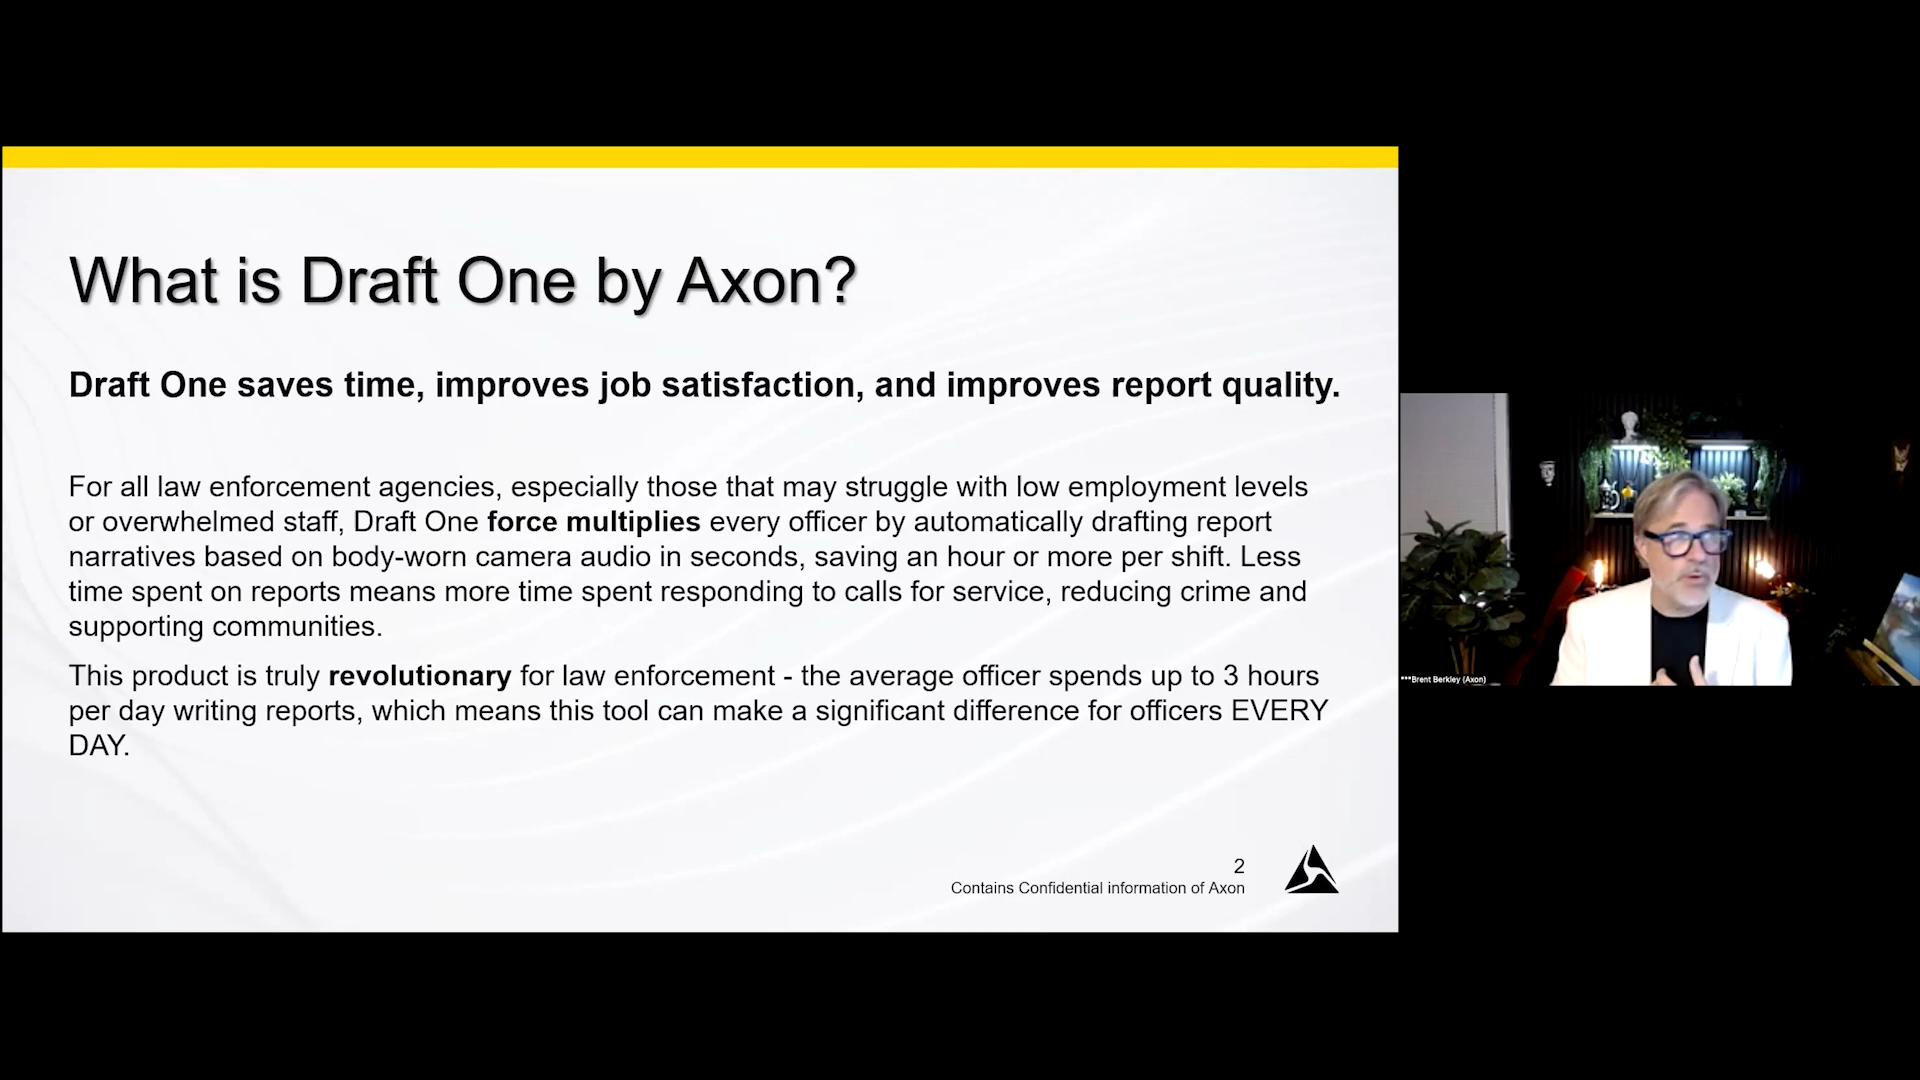 What is Draft One by Axon?
Draft One saves time, improves job satisfaction, and improves report quality.
For all law enforcement agencies, especially those that may struggle with low employment levels
or overwhelmed staff, Draft One force multiplies every officer by automatically drafting report
narratives based on body-worn camera audio in seconds, saving an hour or more per shift. Less
time spent on reports means more time spent responding to calls for service, reducing crime and
supporting communities.
This product is truly revolutionary for law enforcement - the average officer spends up to 3 hours
per day writing reports, which means this tool can make a significant difference for officers EVERY
DAY.
2
Contains Confidential information of Axon
***Brent Berkley (Axon)